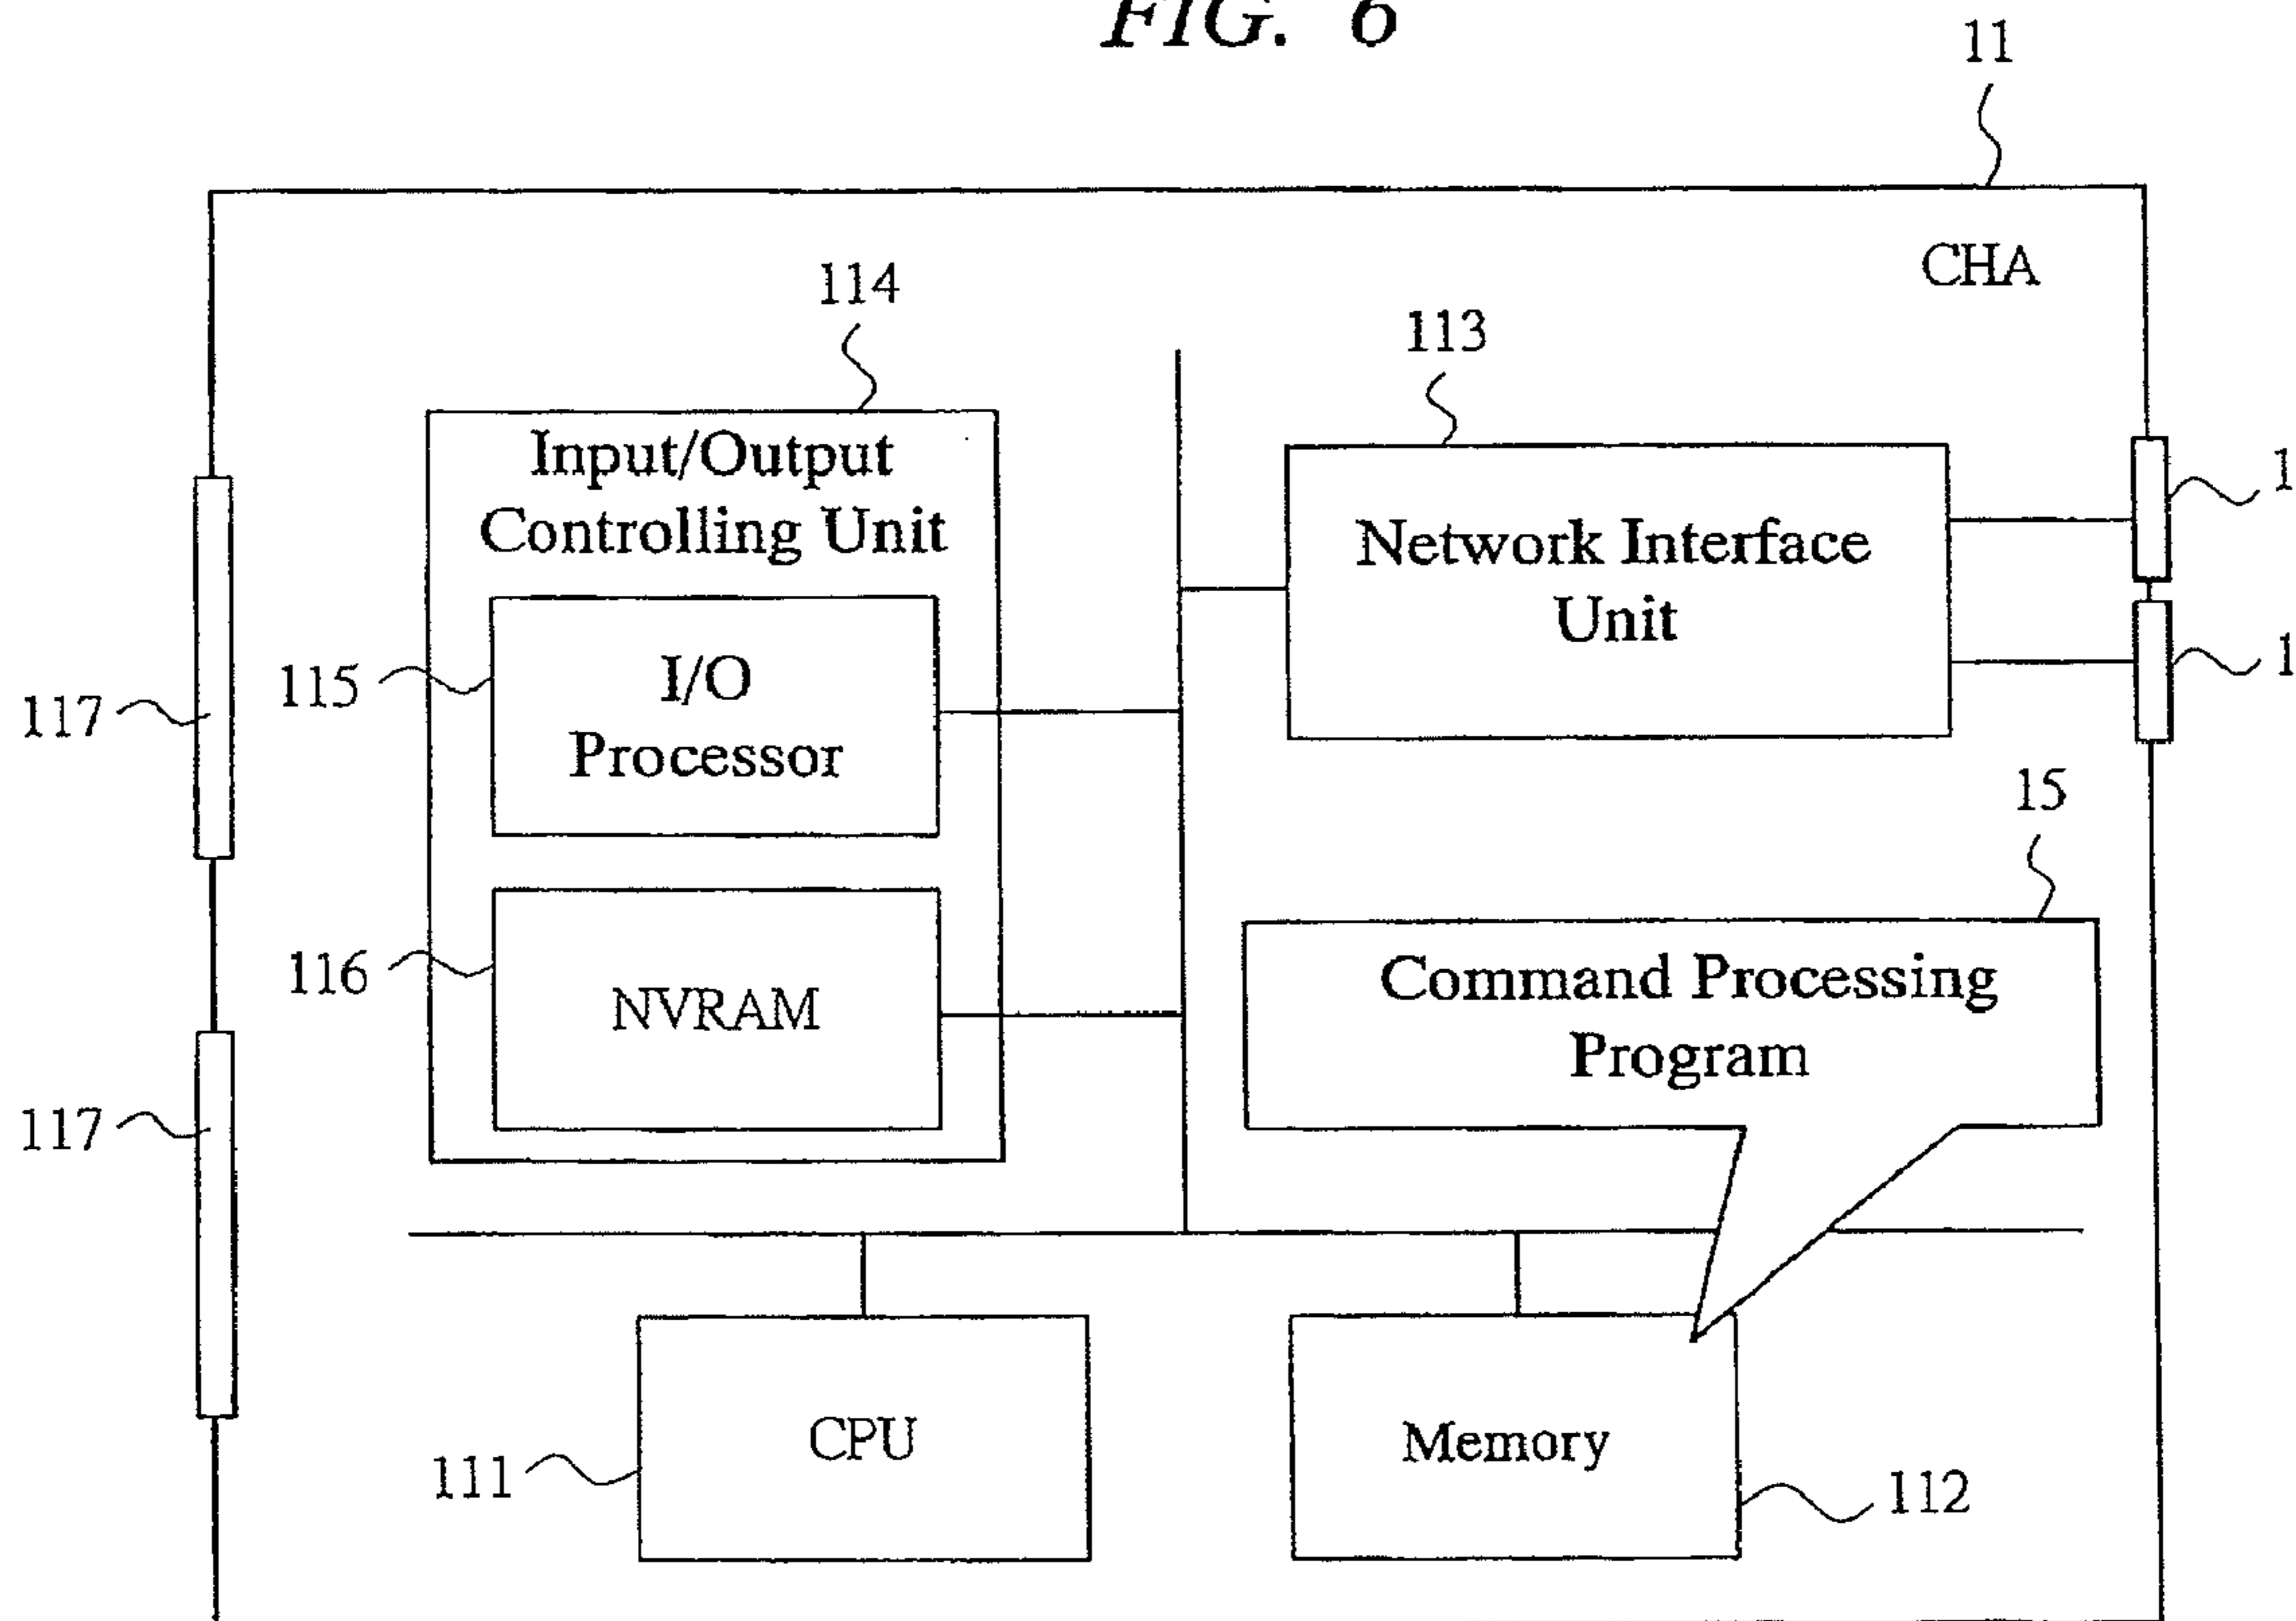 FIG. 6
11
CHA
114
113
Input/Output
Controlling Unit
Network Interface
Unit
115
I/O
Processor
117
15
116
NVRAM
Command Processing
Program
117
111
CPU
Memory
112